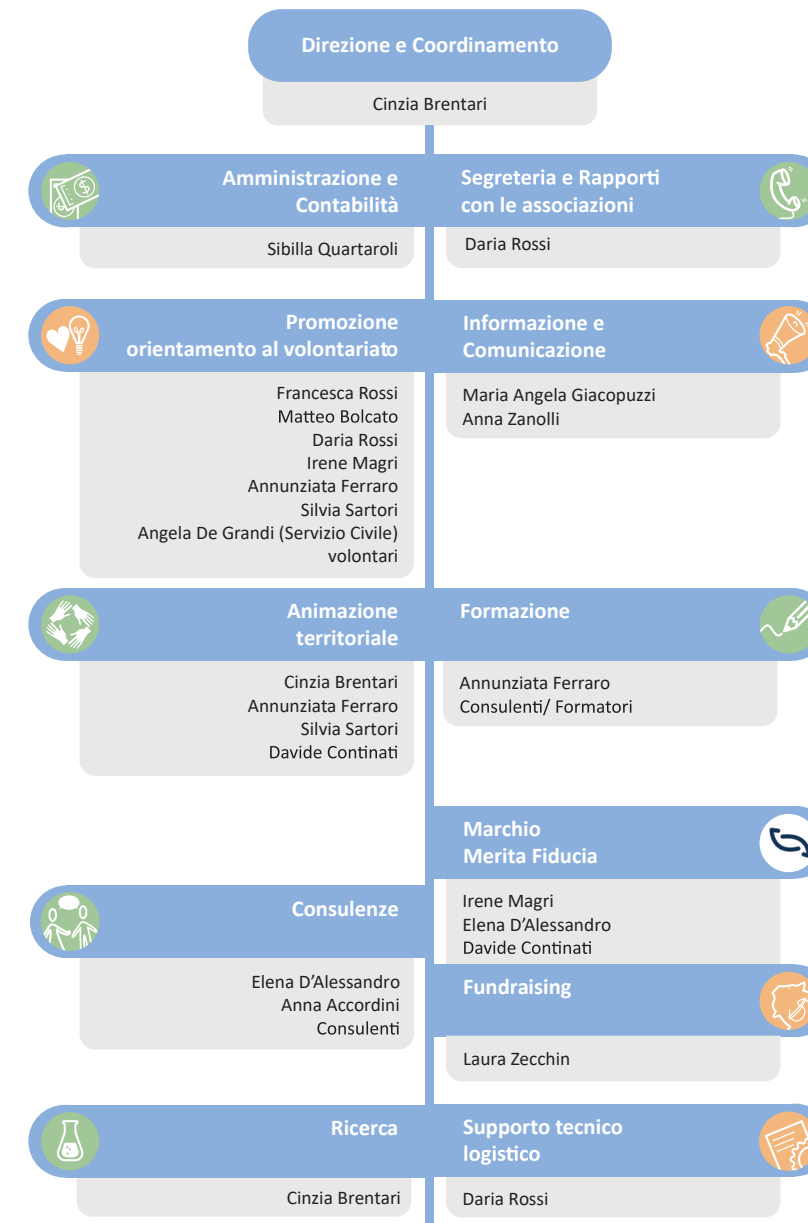 Direzione e Coordinamento
Cinzia Brentari
Amministrazione e
Contabilità
Sibilla Quartaroli
Segreteria e Rapporti
con le associazioni
Daria Rossi
Promozione
orientamento al volontariato
Francesca Rossi
Matteo Bolcato
Daria Rossi
Irene Magri
Annunziata Ferraro
Silvia Sartori
Angela De Grandi (Servizio Civile)
volontari
Informazione e
Comunicazione
Maria Angela Giacopuzzi
Anna Zanolli
Animazione
territoriale
Cinzia Brentari
Annunziata Ferraro
Silvia Sartori
Davide Continati
Formazione
Annunziata Ferraro
Consulenti/ Formatori
Marchio
Merita Fiducia
Irene Magri
Elena D’Alessandro
Davide Continati
Consulenze
Elena D’Alessandro
Anna Accordini
Consulenti
Fundraising
Laura Zecchin
Ricerca
Cinzia Brentari
Supporto tecnico
logistico
Daria Rossi